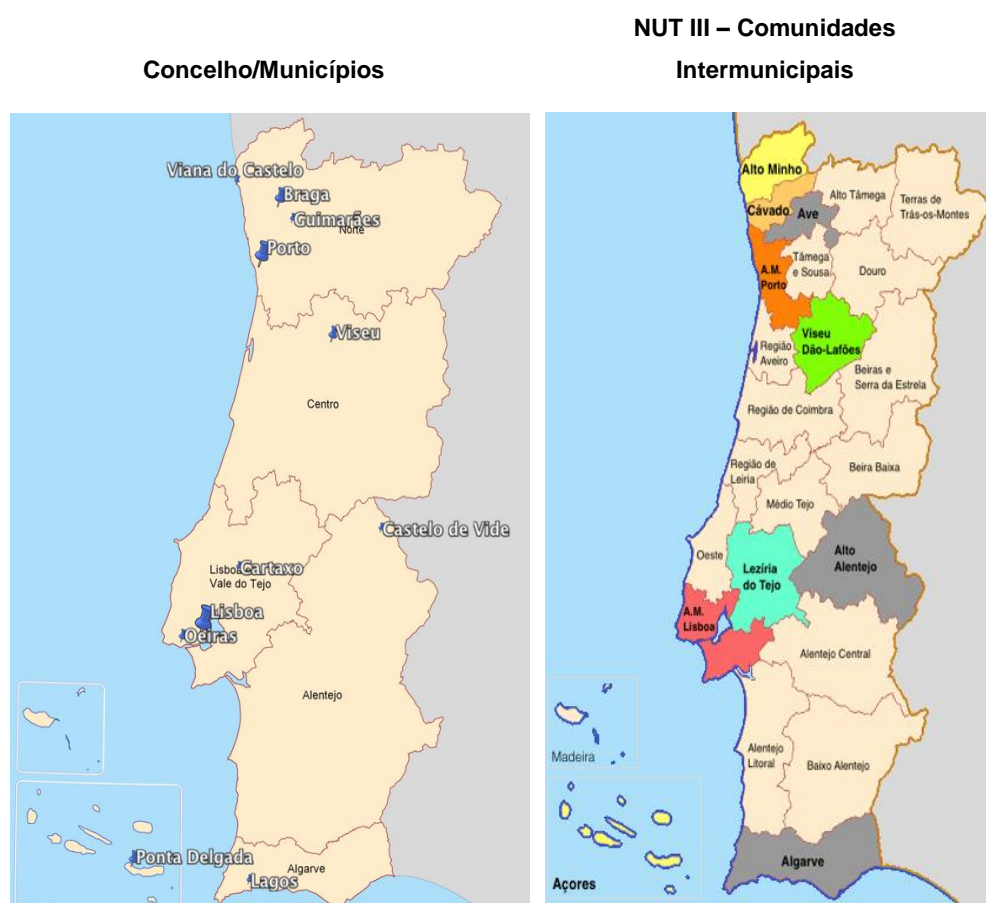 Concelho/Municípios
NUT III – Comunidades
Intermunicipais
Viana do Castelo
Braga
Guimarães
Norte
Porto
Viseu
Centro
Castelo de Vide
Cartaxo
Lisboa e
Vale do Tejo
Lisboa
Oeiras
Alentejo
Ponta Delgada
Algarve
Lagos
Alto Minho
Cávado
Ave
Alto Tâmega
Terras de
Trás-os-Montes
A.M.
Porto
Tâmega
e Sousa
Douro
Viseu
Dão-Lafões
Região
Aveiro
Beiras e
Serra da Estrela
Região de Coimbra
Região de
Leiria
Beira Baixa
Médio Tejo
Oeste
Lezíria
do Tejo
Alto
Alentejo
A.M.
Lisboa
Alentejo Central
Madeira
Alentejo
Litoral
Baixo Alentejo
Algarve
Açores